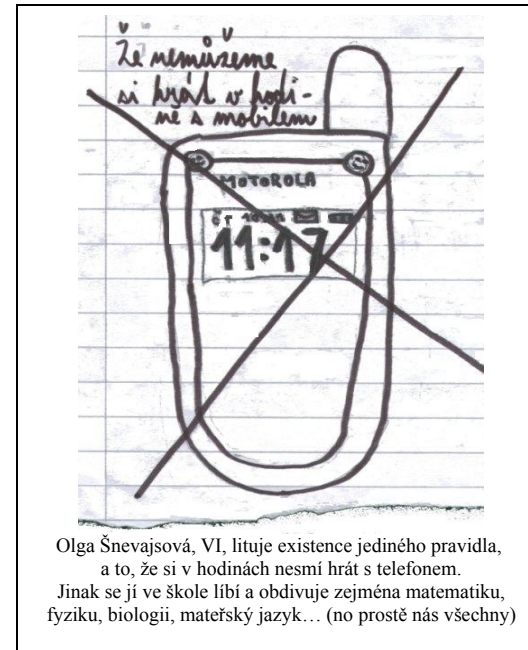 Že nemůžeme
si hrát v hodi-
ne s mobilem
MOTOROLA
11:17
Olga Šnevajsová, VI, lituje existence jediného pravidla,
a to, že si v hodinách nesmí hrát s telefonem.
Jinak se jí ve škole líbí a obdivuje zejména matematiku,
fyziku, biologii, mateřský jazyk… (no prostě nás všechny)